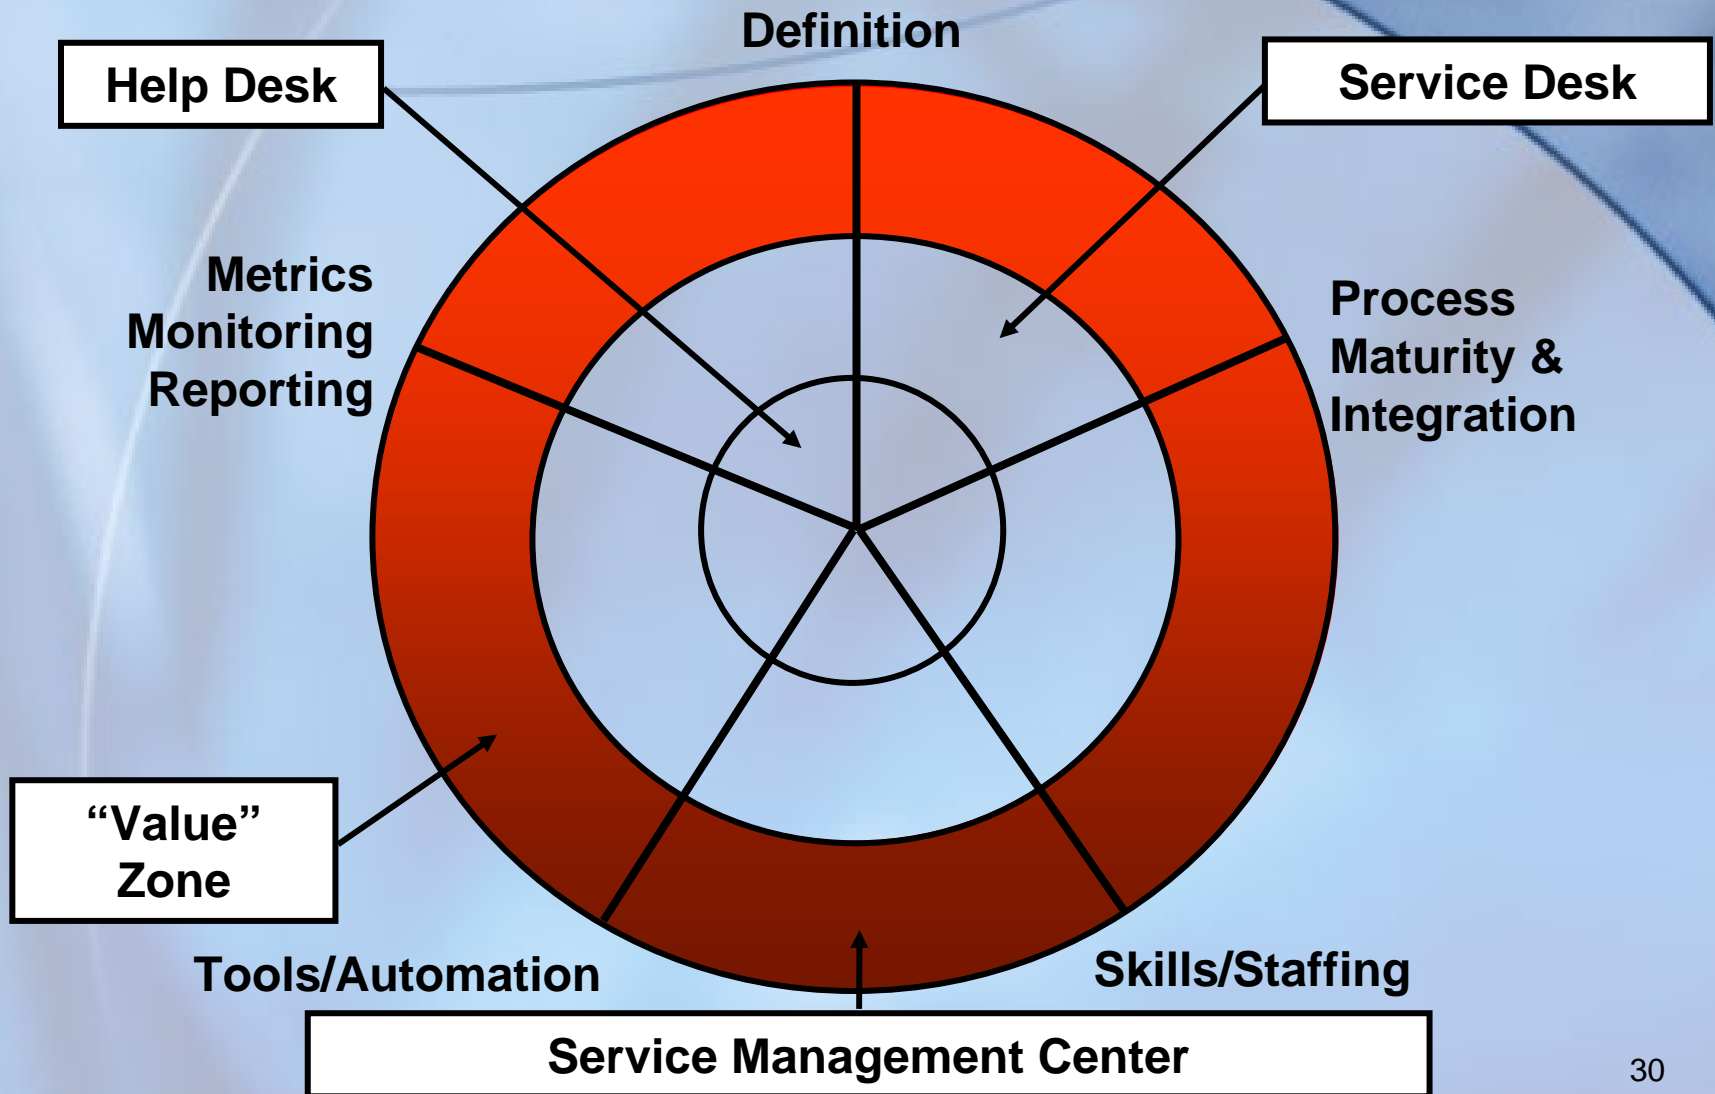 Definition
Help Desk
Service Desk
Metrics
Monitoring
Reporting
Process
Maturity &
Integration
“Value”
Zone
Tools/Automation
Skills/Staffing
Service Management Center
30